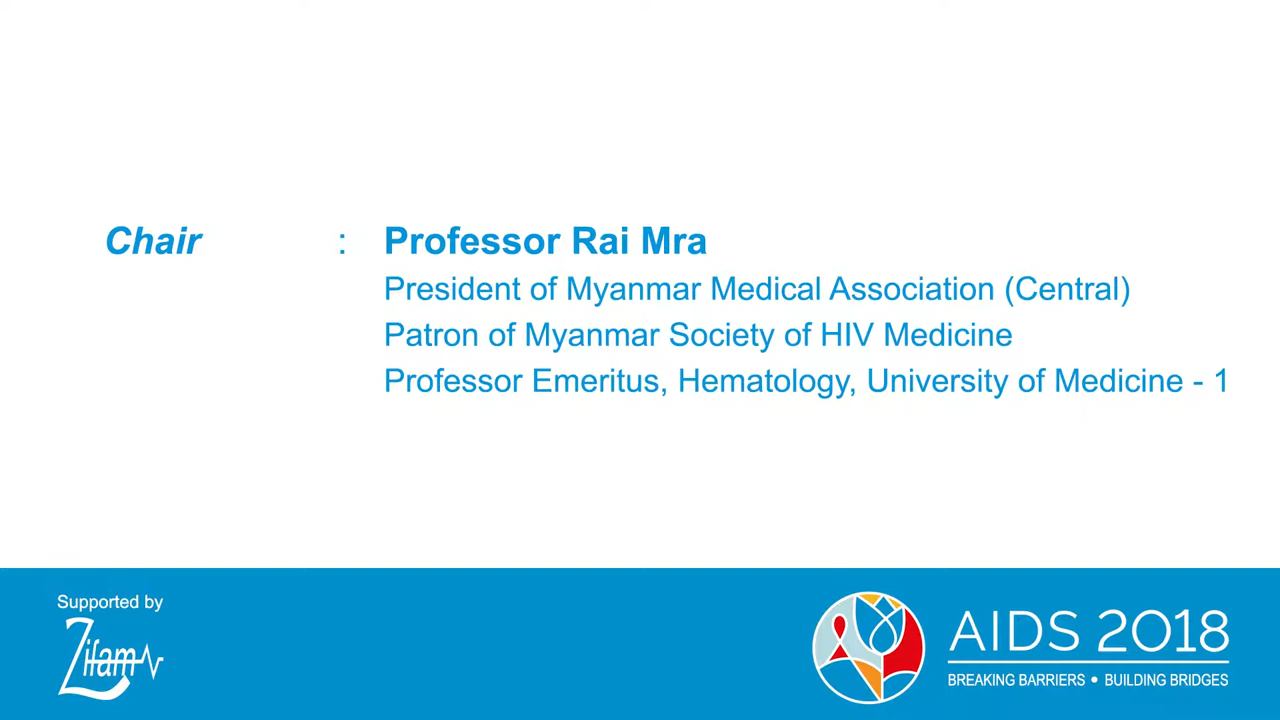 Chair : Professor Rai Mra
President of Myanmar Medical Association (Central)
Patron of Myanmar Society of HIV Medicine
Professor Emeritus, Hematology, University of Medicine - 1
Supported by
Zifam
AIDS 2018
BREAKING BARRIERS • BUILDING BRIDGES